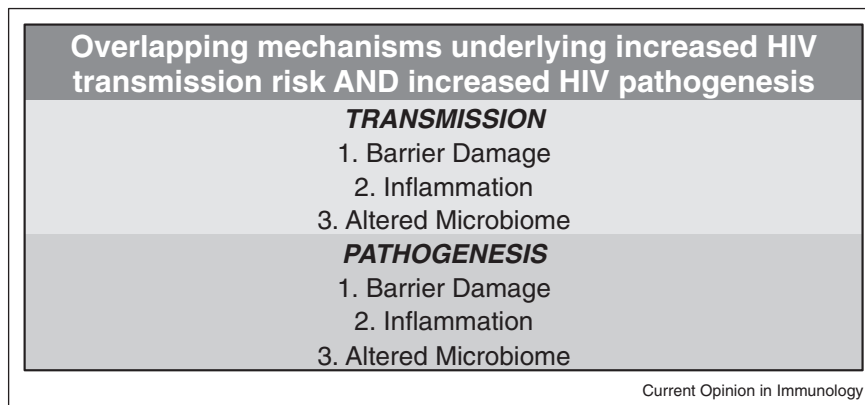 Overlapping mechanisms underlying increased HIV
transmission risk AND increased HIV pathogenesis
TRANSMISSION
1. Barrier Damage
2. Inflammation
3. Altered Microbiome
PATHOGENESIS
1. Barrier Damage
2. Inflammation
3. Altered Microbiome
Current Opinion in Immunology